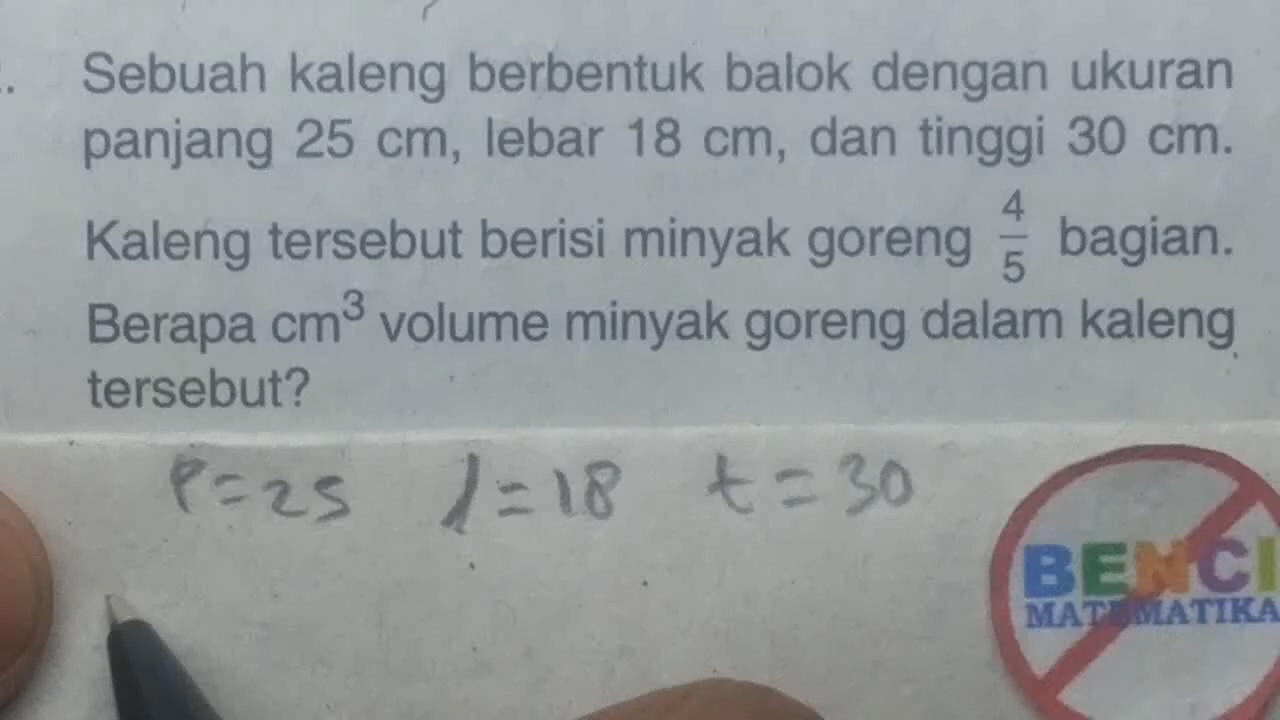 Sebuah kaleng berbentuk balok dengan ukuran
panjang 25 cm, lebar 18 cm, dan tinggi 30 cm.
Kaleng tersebut berisi minyak goreng 4/5 bagian.
Berapa cm³ volume minyak goreng dalam kaleng
tersebut?
P=25 l=18 t=30
BENCI
MATEMATIKA